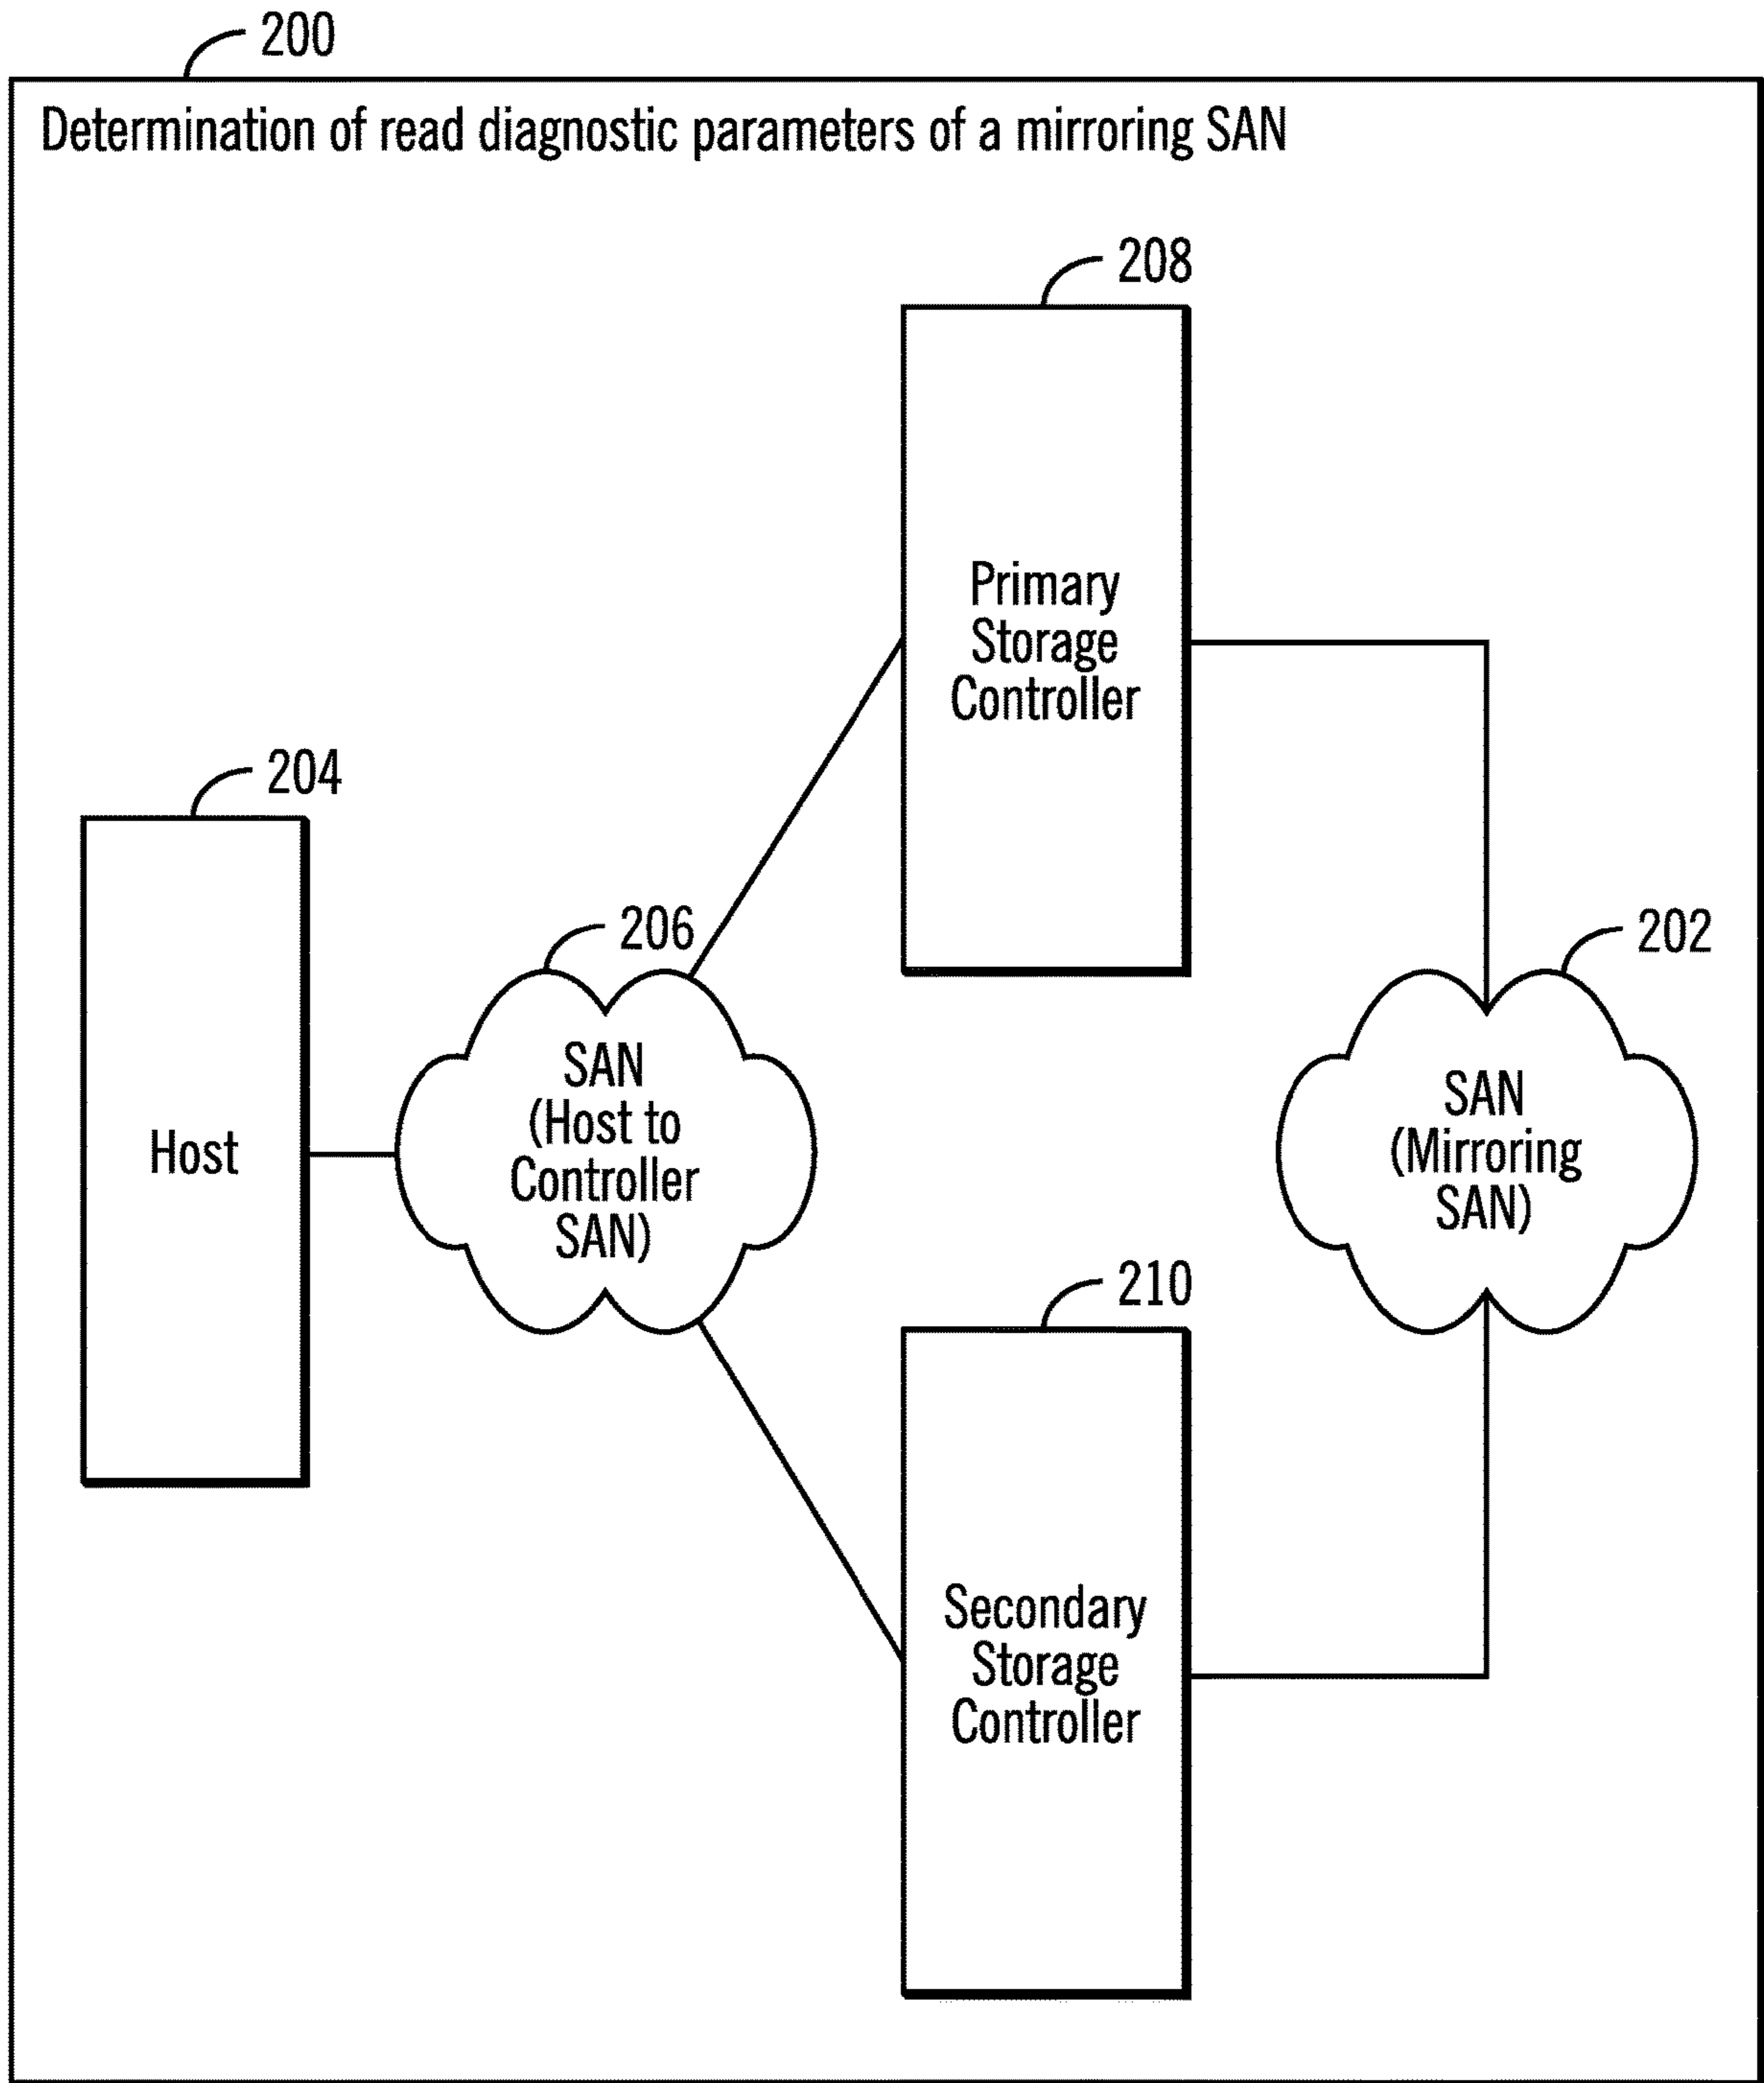 200
Determination of read diagnostic parameters of a mirroring SAN
208
Primary
Storage
Controller
204
Host
206
SAN
(Host to
Controller
SAN)
202
SAN
(Mirroring
SAN)
210
Secondary
Storage
Controller